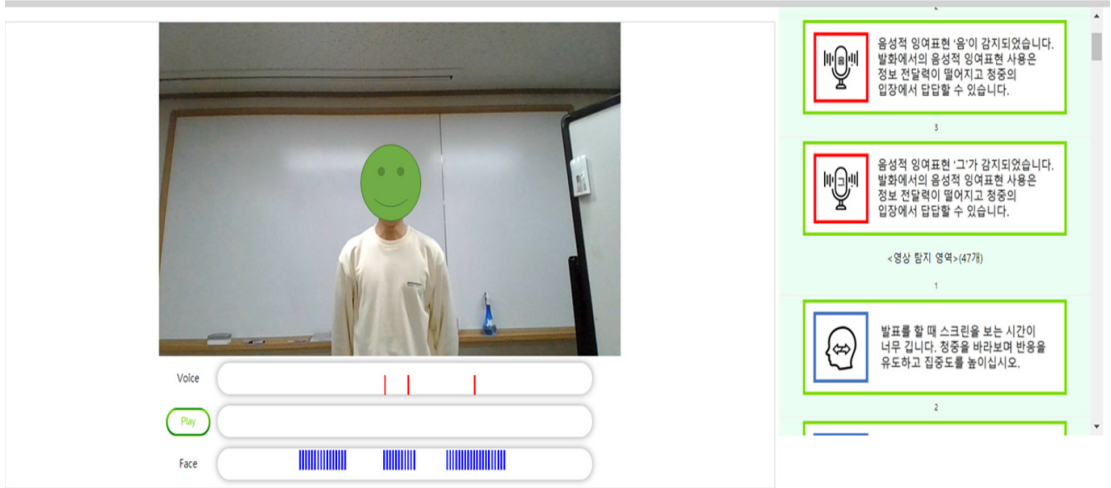 Voice
Play
Face
음성적 잉여표현 '음'이 감지되었습니다.
발화에서의 음성적 잉여표현 사용은
정보 전달력이 떨어지고 청중의
입장에서 답답할 수 있습니다.
음
3
음성적 잉여표현 '그'가 감지되었습니다.
발화에서의 음성적 잉여표현 사용은
정보 전달력이 떨어지고 청중의
입장에서 답답할 수 있습니다.
그
<영상 탐지 영역>(47개)
1
발표를 할 때 스크린을 보는 시간이
너무 깁니다. 청중을 바라보며 반응을
유도하고 집중도를 높이십시오.
2